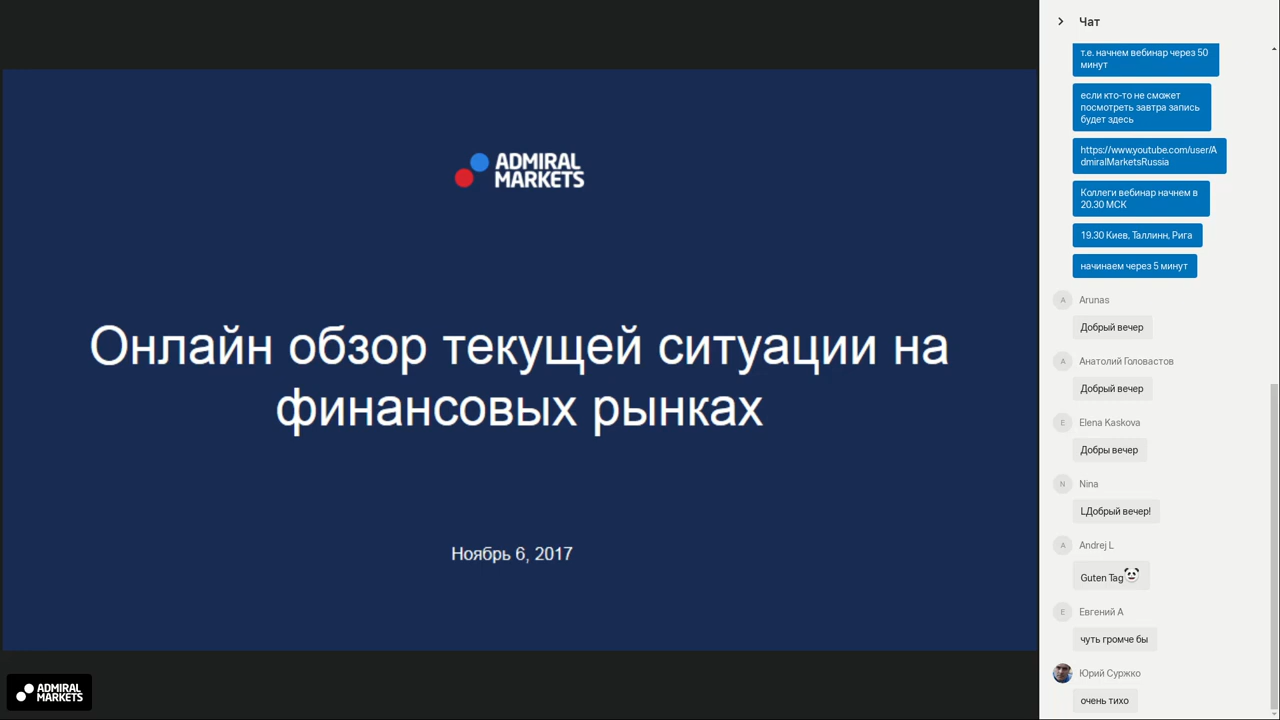 ADMIRAL
MARKETS
Онлайн обзор текущей ситуации на
финансовых рынках
Ноябрь 6, 2017
ADMIRAL
MARKETS
Чат
т.е. начнем вебинар через 50
минут
если кто-то не сможет
посмотреть завтра запись
будет здесь
https://www.youtube.com/user/A
dmiralMarketsRussia
Коллеги вебинар начнем в
20.30 МСК
19.30 Киев, Таллинн, Рига
начинаем через 5 минут
A
Arunas
Добрый вечер
А
Анатолий Головастов
Добрый вечер
E
Elena Kaskova
Добры вечер
N
Nina
LДобрый вечер!
A
Andrej L
Guten Tag
Е
Евгений А
чуть громче бы
Юрий Суржко
очень тихо